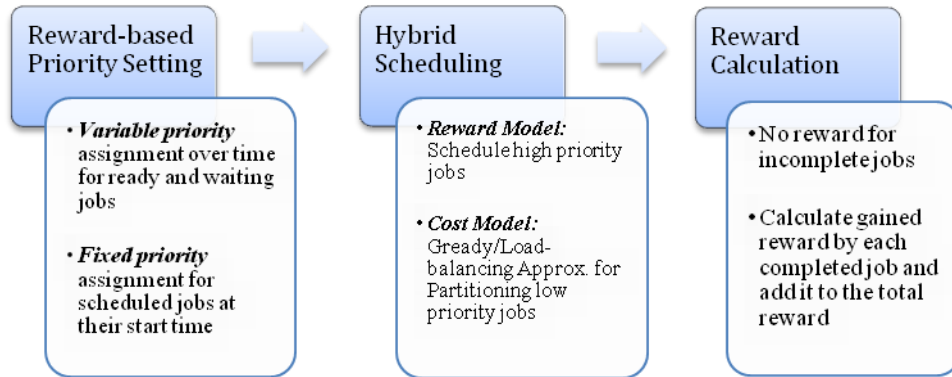 Reward-based
Priority Setting
• Variable priority
assignment over time
for ready and waiting
jobs
• Fixed priority
assignment for
scheduled jobs at
their start time
Hybrid
Scheduling
• Reward Model:
Schedule high priority
jobs
• Cost Model:
Gready/Load-
balancing Approx. for
Partitioning low
priority jobs
Reward
Calculation
• No reward for
incomplete jobs
• Calculate gained
reward by each
completed job and
add it to the total
reward